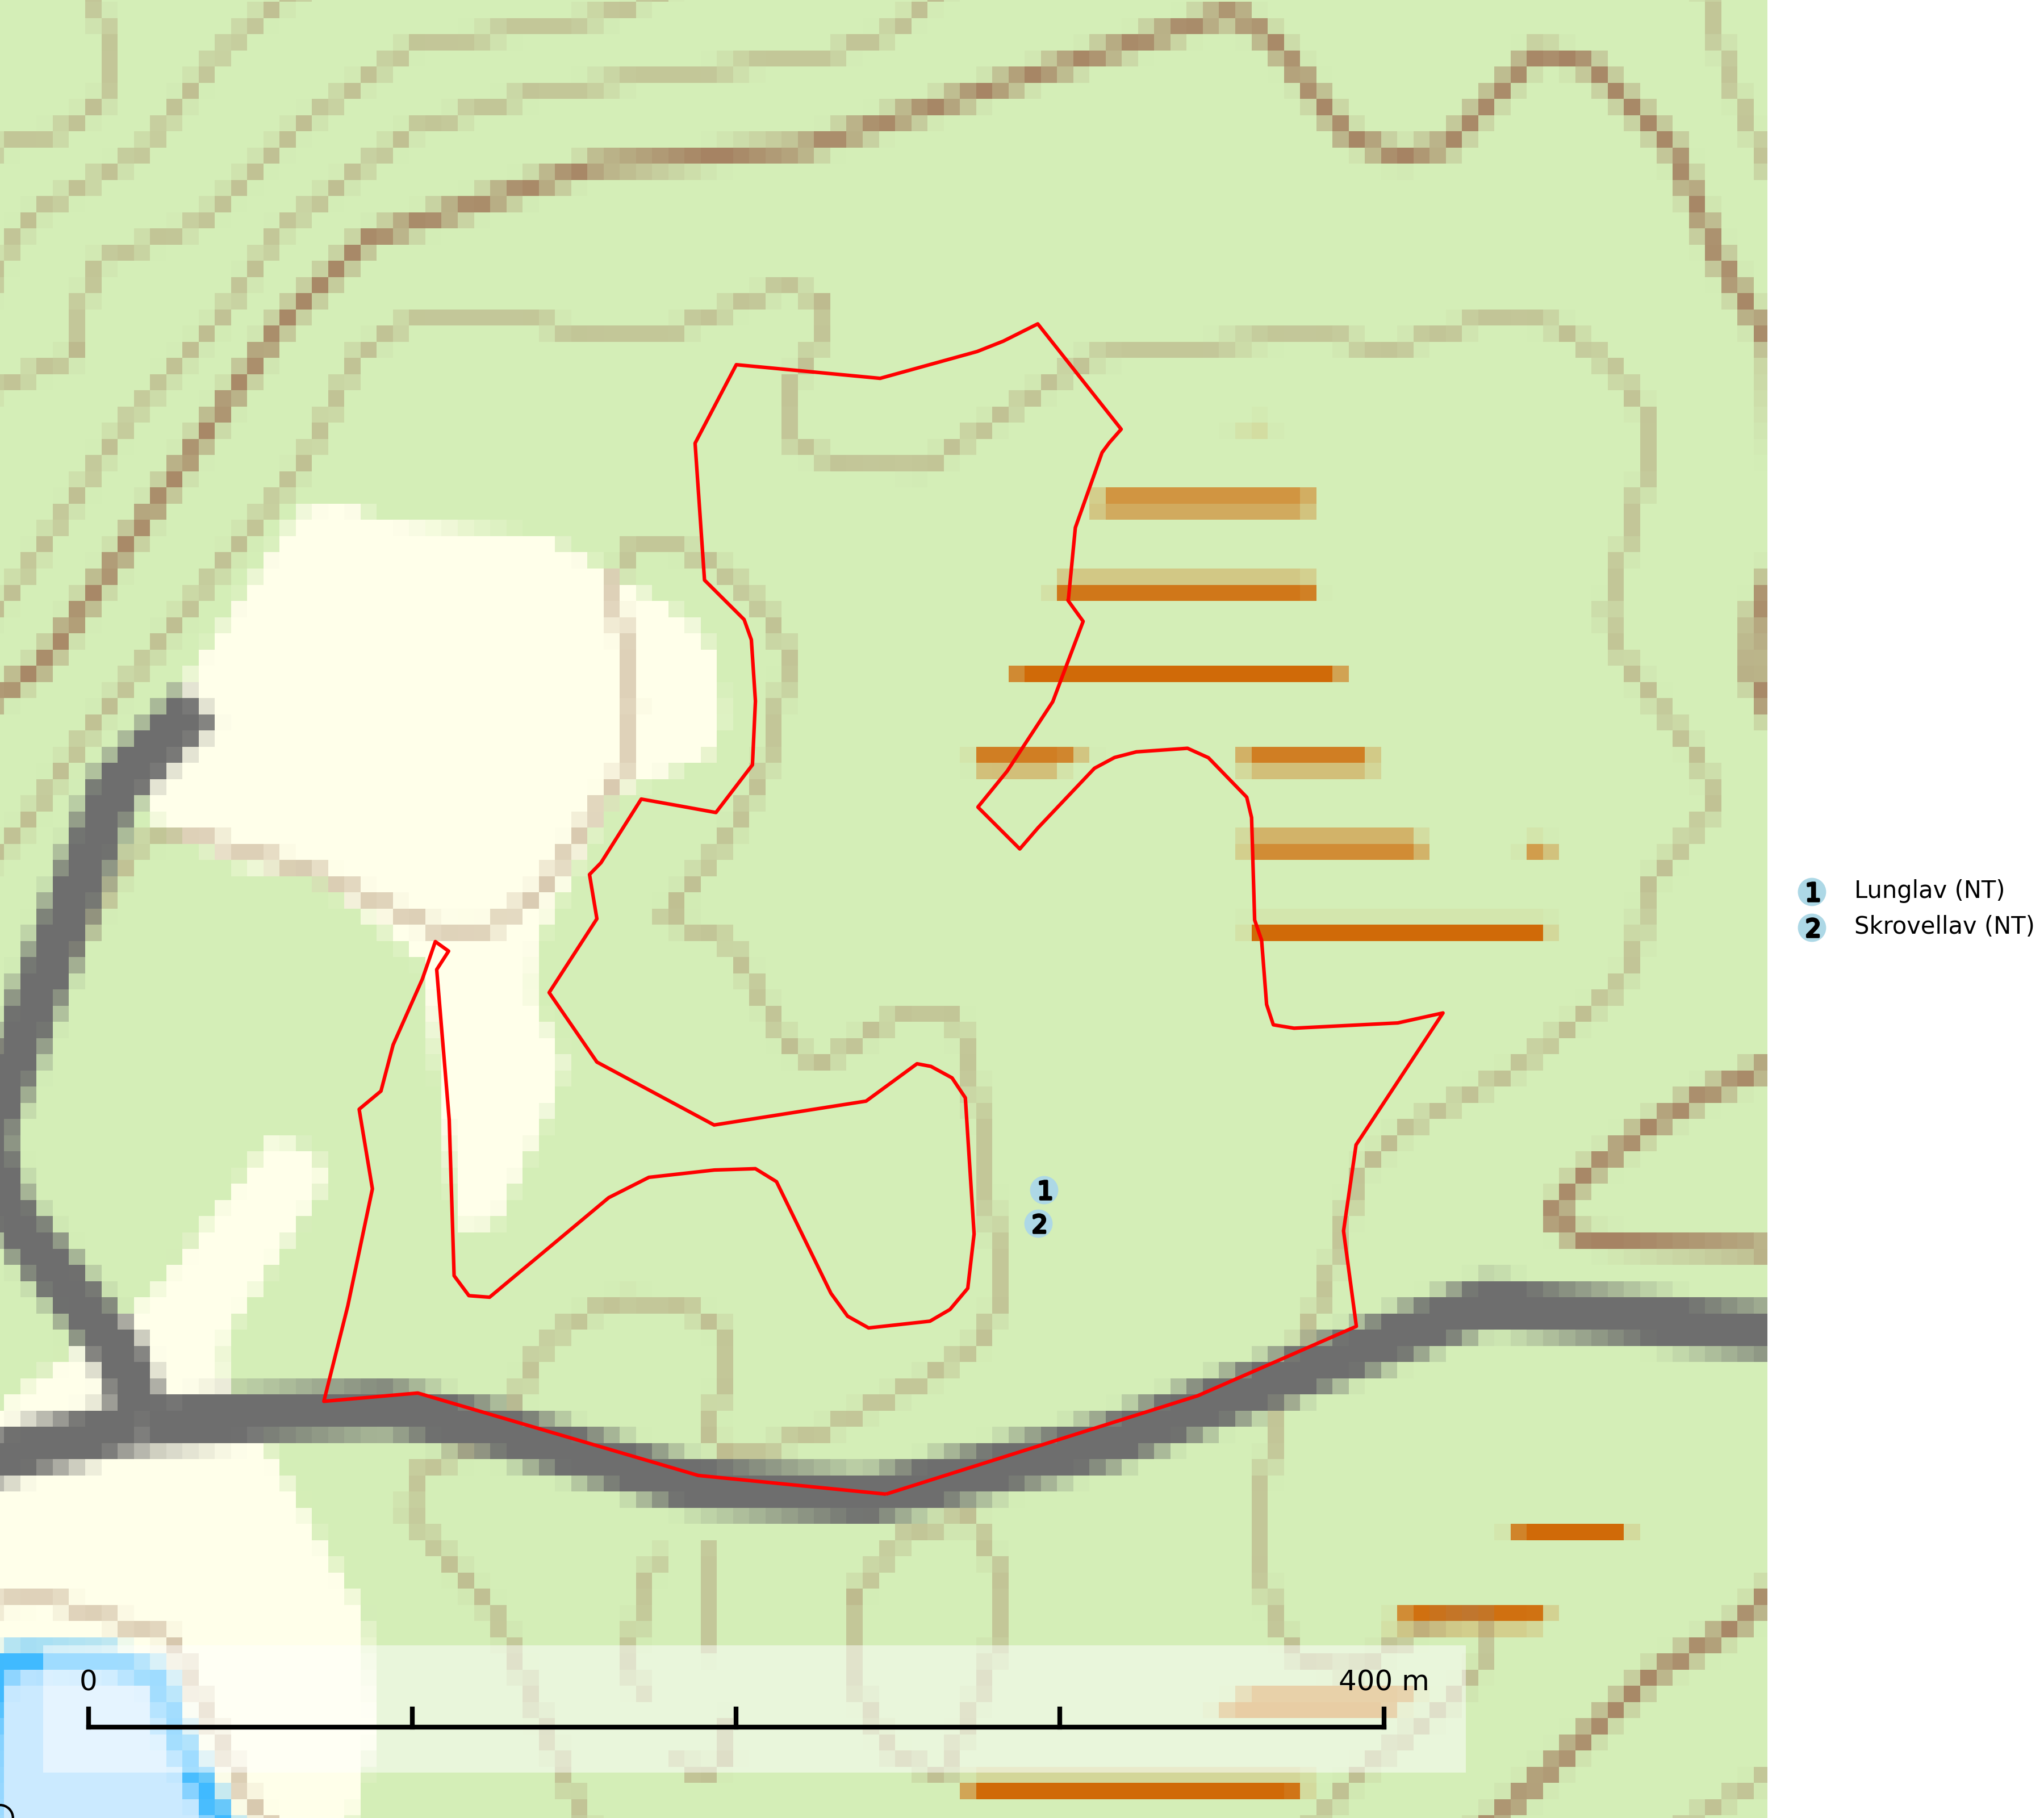 1 Lunglav (NT)
2 Skrovellav (NT)
1
2
0 400 m